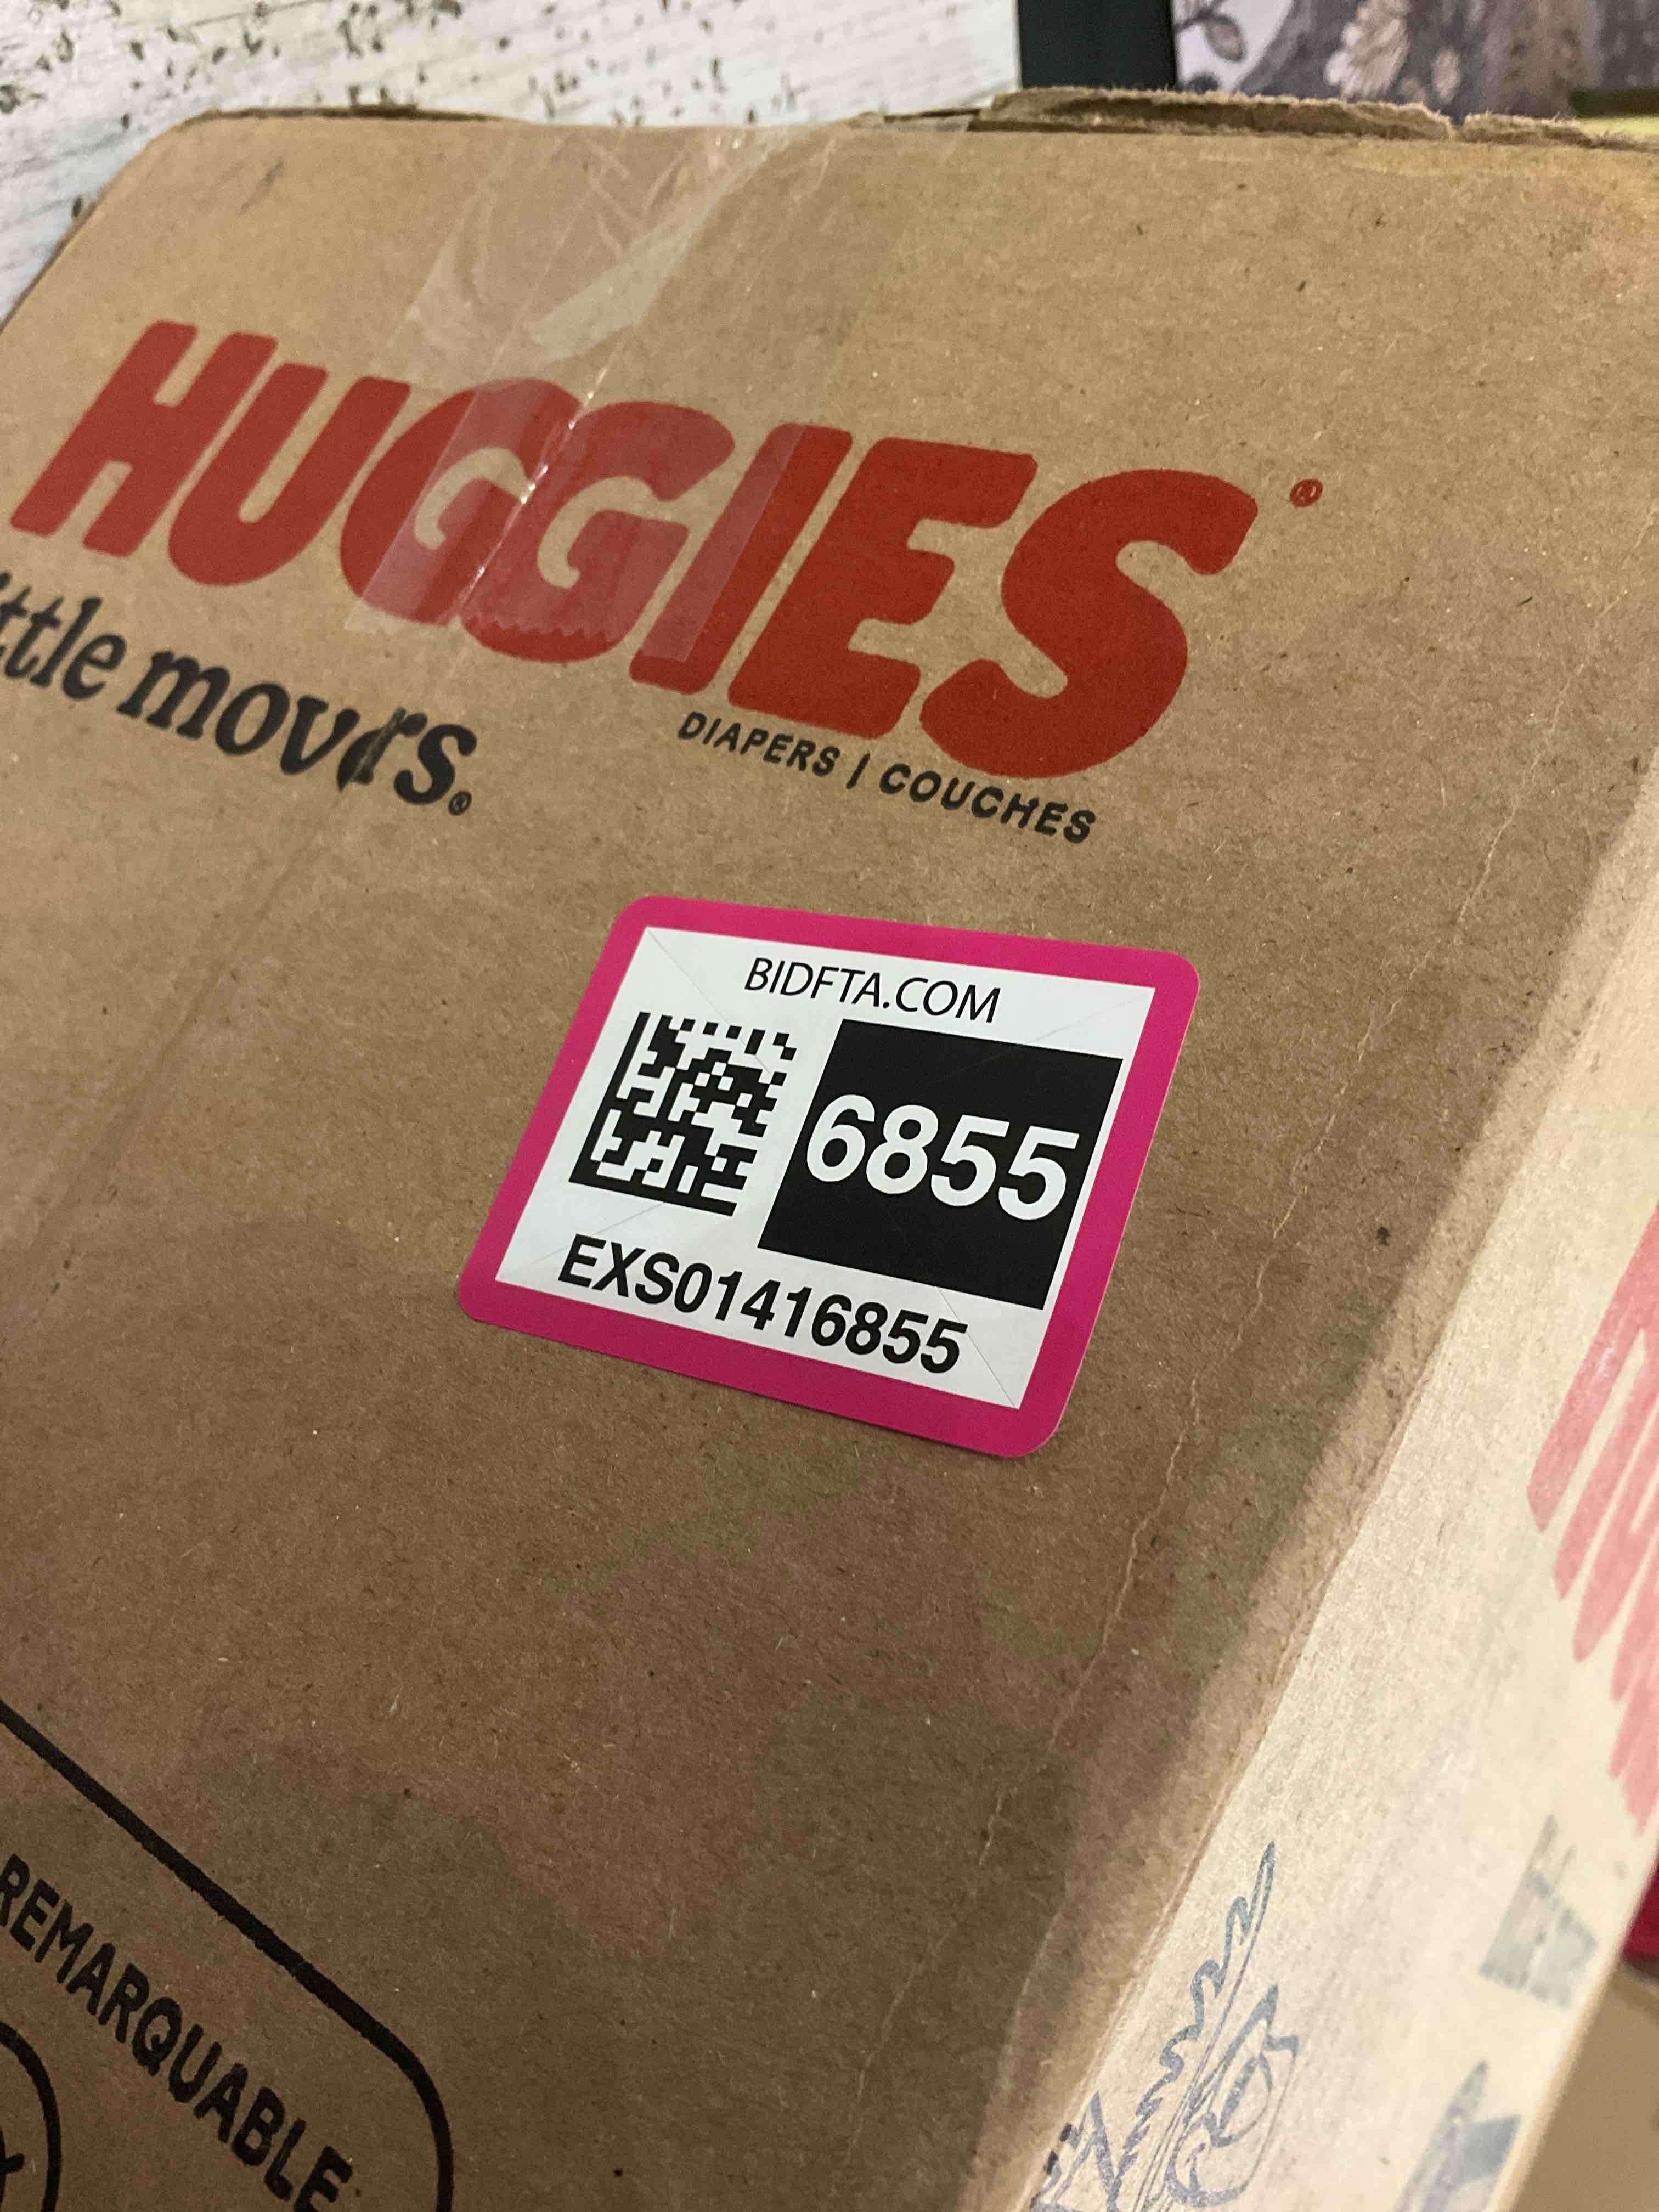 HUGGIES®
ttle movers.®
DIAPERS | COUCHES
BIDFTA.COM
6855
EXS01416855
REMARQUABLE